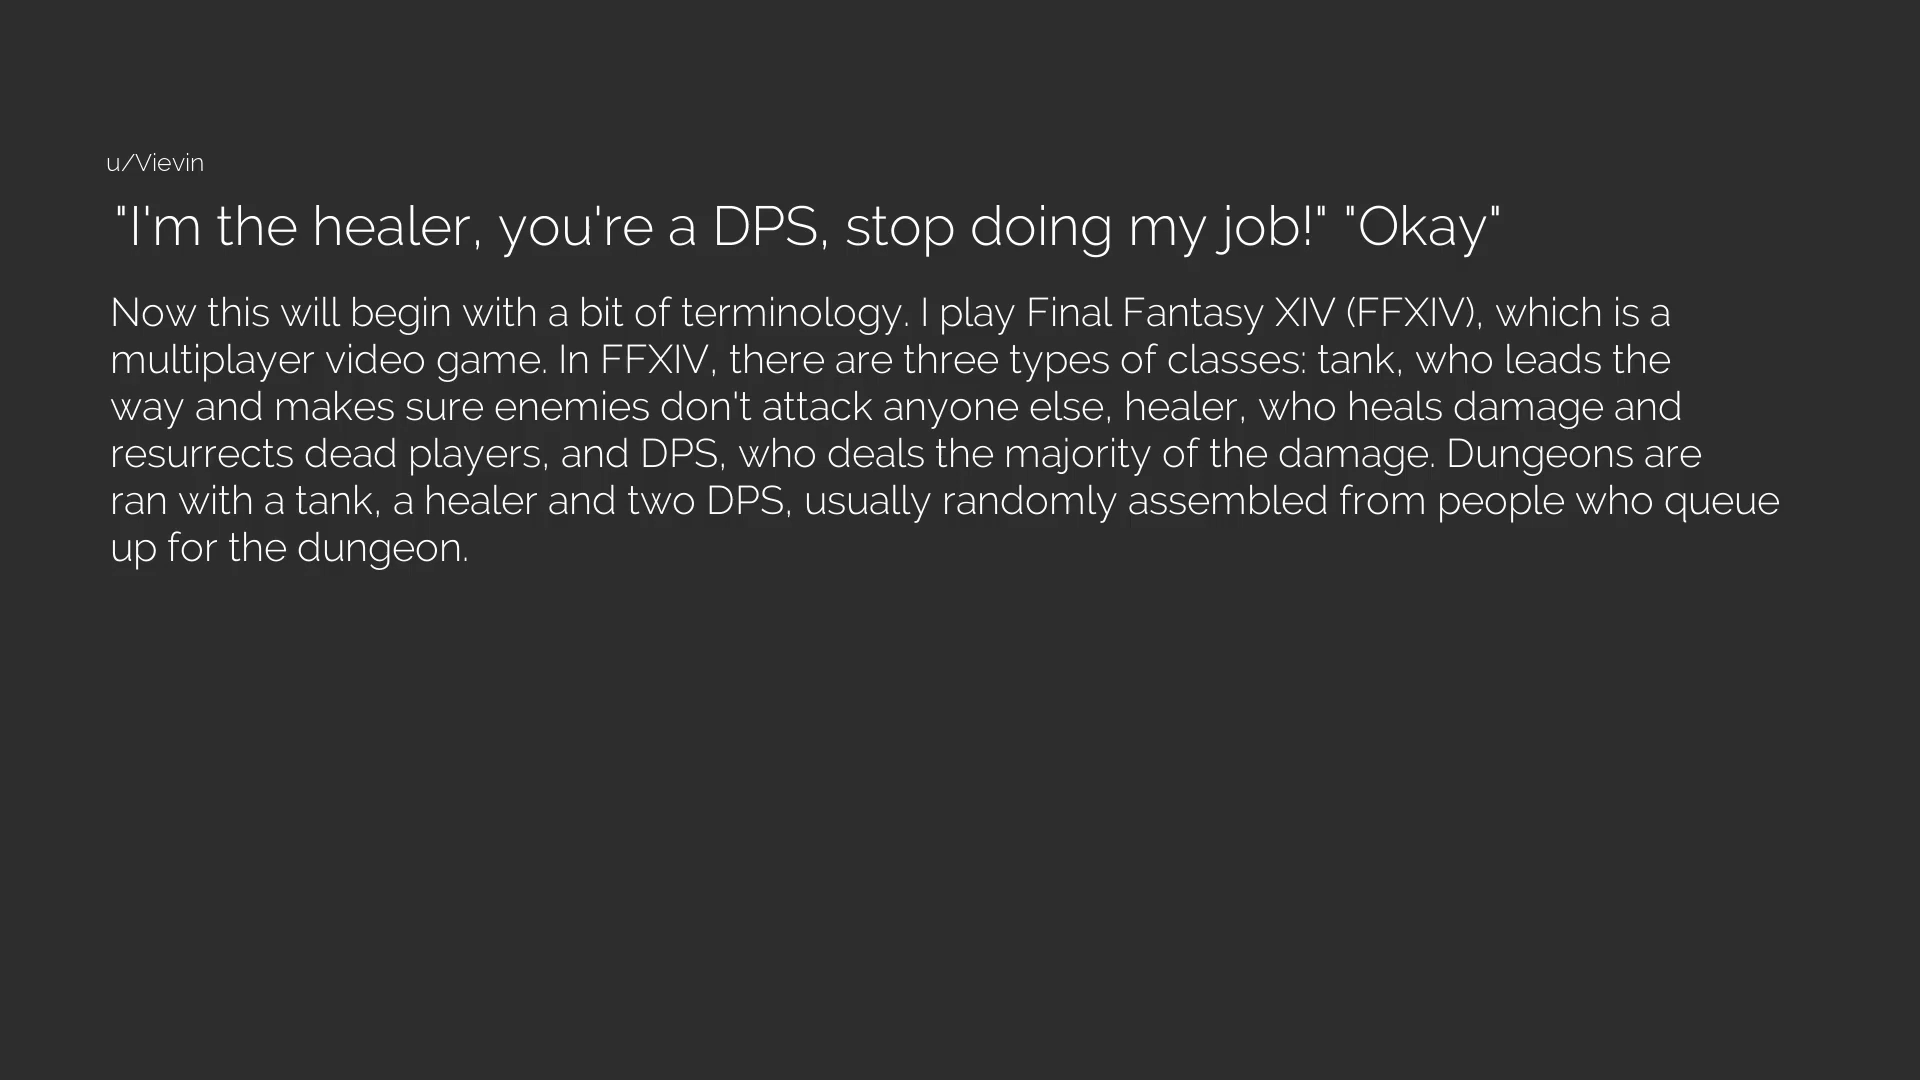 u/Vievin
"I'm the healer, you're a DPS, stop doing my job!" "Okay"
Now this will begin with a bit of terminology. I play Final Fantasy XIV (FFXIV), which is a
multiplayer video game. In FFXIV, there are three types of classes: tank, who leads the
way and makes sure enemies don't attack anyone else, healer, who heals damage and
resurrects dead players, and DPS, who deals the majority of the damage. Dungeons are
ran with a tank, a healer and two DPS, usually randomly assembled from people who queue
up for the dungeon.